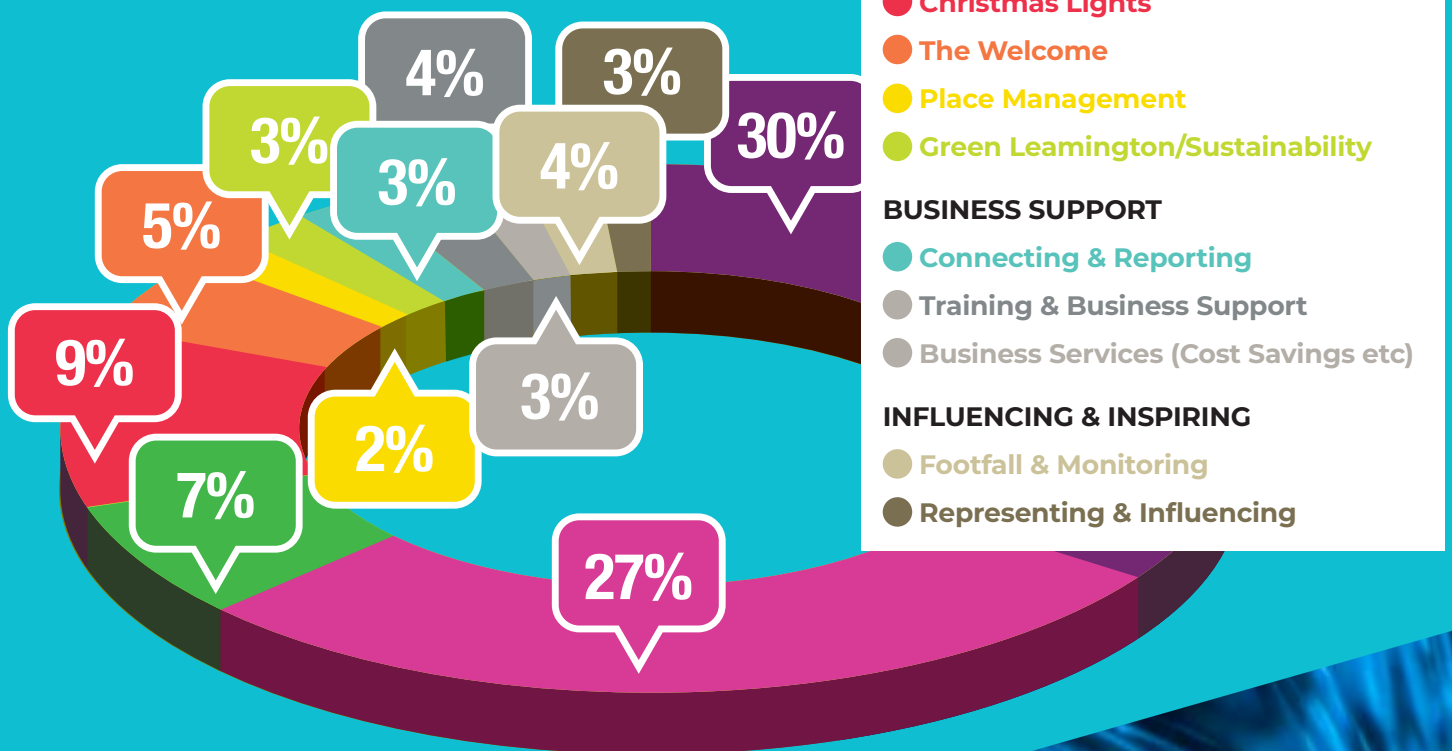 4%
3%
30%
3%
3%
4%
5%
9%
2%
3%
7%
27%
Christmas Lights
The Welcome
Place Management
Green Leamington/Sustainability
BUSINESS SUPPORT
Connecting & Reporting
Training & Business Support
Business Services (Cost Savings etc)
INFLUENCING & INSPIRING
Footfall & Monitoring
Representing & Influencing